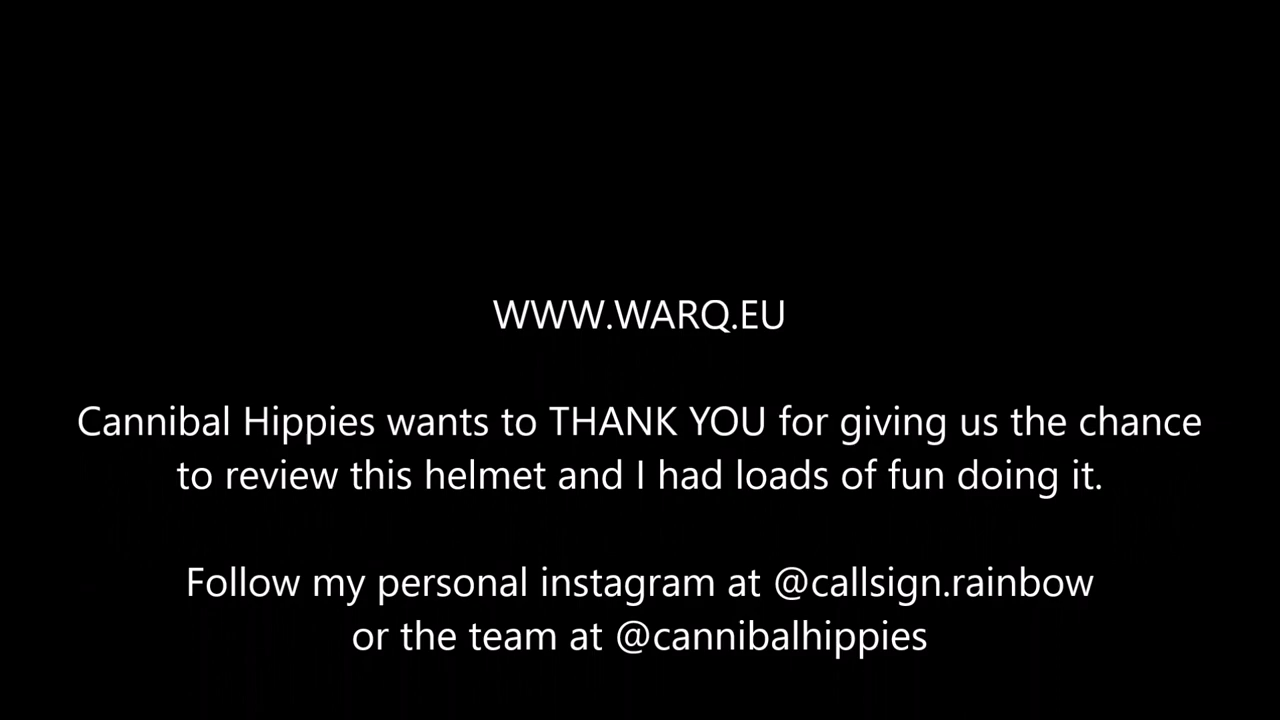 WWW.WARQ.EU
Cannibal Hippies wants to THANK YOU for giving us the chance
to review this helmet and I had loads of fun doing it.
Follow my personal instagram at @callsign.rainbow
or the team at @cannibalhippies